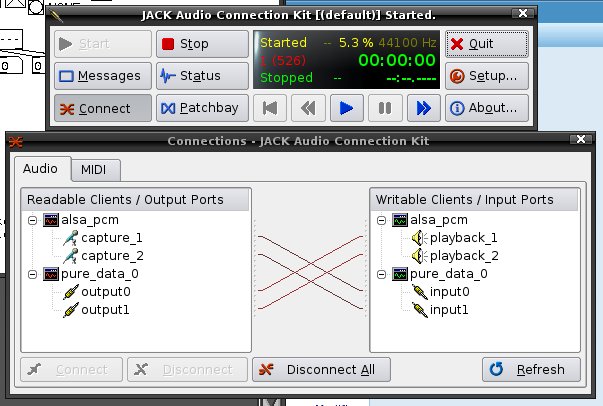 JACK Audio Connection Kit [(default)] Started.
Start
Stop
Started -- 5.3 % 44100 Hz
1 (526) 00:00:00
Stopped -- --:--.----
Quit
Messages
Status
Setup...
Connect
Patchbay
About...
Connections - JACK Audio Connection Kit
Audio
MIDI
Readable Clients / Output Ports
Writable Clients / Input Ports
alsa_pcm
capture_1
capture_2
pure_data_0
output0
output1
alsa_pcm
playback_1
playback_2
pure_data_0
input0
input1
Connect
Disconnect
Disconnect All
Refresh